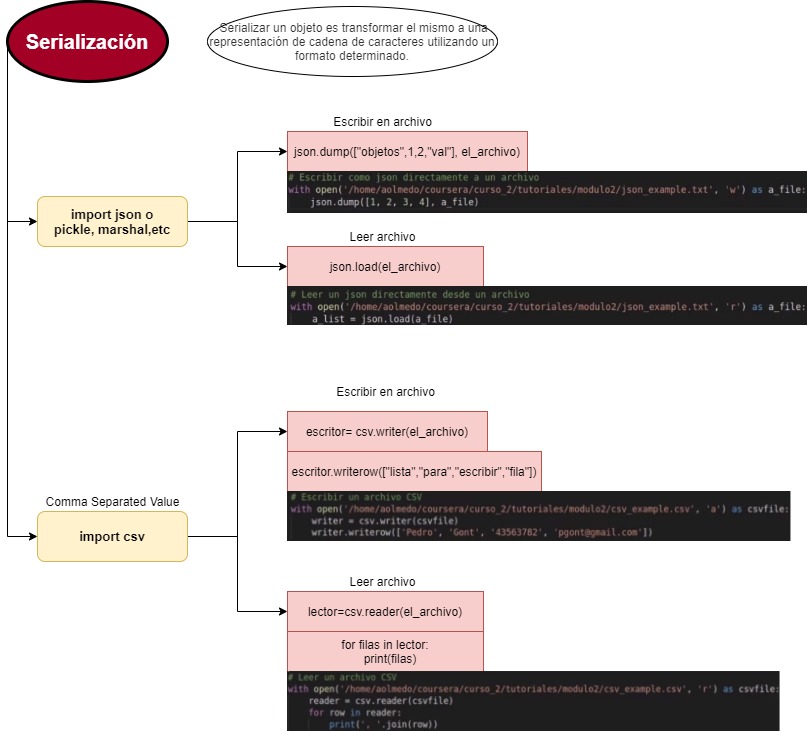 Serialización
Serializar un objeto es transformar el mismo a una
representación de cadena de caracteres utilizando un
formato determinado.
Escribir en archivo
json.dump(["objetos",1,2,"val"], el_archivo)
# Escribir como json directamente a un archivo
with open('/home/aolmedo/coursera/curso_2/tutoriales/modulo2/json_example.txt', 'w') as a_file:
json.dump([1, 2, 3, 4], a_file)
import json o
pickle, marshal,etc
Leer archivo
json.load(el_archivo)
# Leer un json directamente desde un archivo
with open('/home/aolmedo/coursera/curso_2/tutoriales/modulo2/json_example.txt', 'r') as a_file:
a_list = json.load(a_file)
Escribir en archivo
escritor= csv.writer(el_archivo)
escritor.writerow(["lista","para","escribir","fila"])
# Escribir un archivo CSV
with open('/home/aolmedo/coursera/curso_2/tutoriales/modulo2/csv_example.csv', 'a') as csvfile:
writer = csv.writer(csvfile)
writer.writerow(['Pedro', 'Gont', '43563782', 'pgont@gmail.com'])
Comma Separated Value
import csv
Leer archivo
lector=csv.reader(el_archivo)
for filas in lector:
print(filas)
# Leer un archivo CSV
with open('/home/aolmedo/coursera/curso_2/tutoriales/modulo2/csv_example.csv', 'r') as csvfile:
reader = csv.reader(csvfile)
for row in reader:
print(', '.join(row))